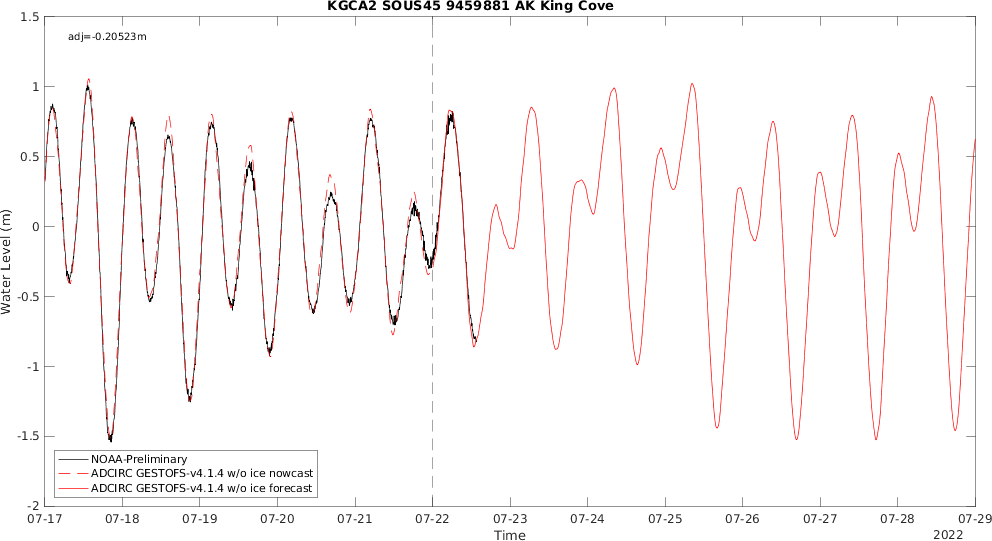 KGCA2 SOUS45 9459881 AK King Cove
adj=-0.20523m
1.5
1
0.5
0
-0.5
-1
-1.5
-2
Water Level (m)
NOAA-Preliminary
ADCIRC GESTOFS-v4.1.4 w/o ice nowcast
ADCIRC GESTOFS-v4.1.4 w/o ice forecast
07-17 07-18 07-19 07-20 07-21 07-22 07-23 07-24 07-25 07-26 07-27 07-28 07-29
Time
2022